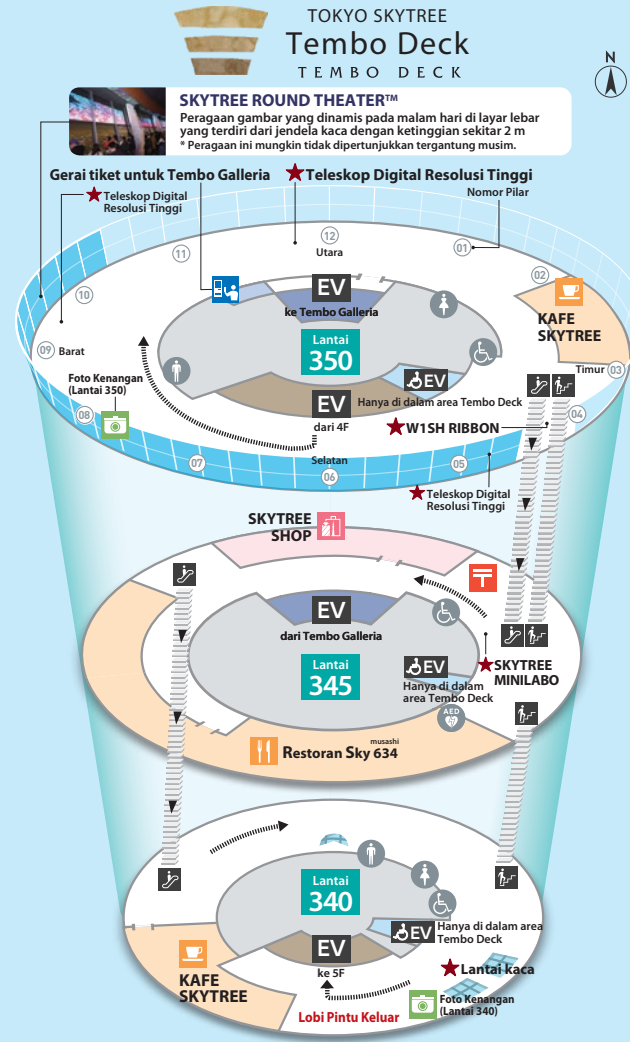 TOKYO SKYTREE
Tembo Deck
TEMBO DECK
N
SKYTREE ROUND THEATER™
Peragaan gambar yang dinamis pada malam hari di layar lebar
yang terdiri dari jendela kaca dengan ketinggian sekitar 2 m
* Peragaan ini mungkin tidak dipertunjukkan tergantung musim.
Gerai tiket untuk Tembo Galleria
Teleskop Digital Resolusi Tinggi
Teleskop Digital
Resolusi Tinggi
Nomor Pilar
12
Utara
11
01
02
10
EV
ke Tembo Galleria
KAFE
SKYTREE
Lantai
350
09 Barat
Timur 03
Foto Kenangan
(Lantai 350)
EV
Hanya di dalam area Tembo Deck
EV
dari 4F
08
04
W1SH RIBBON
Selatan
07
06
05
Teleskop Digital
Resolusi Tinggi
SKYTREE
SHOP
EV
dari Tembo Galleria
Lantai
345
EV
Hanya di dalam
area Tembo Deck
SKYTREE
MINILABO
AED
musashi
Restoran Sky 634
Lantai
340
EV
Hanya di dalam area
Tembo Deck
EV
ke 5F
Lantai kaca
KAFE
SKYTREE
Foto Kenangan
(Lantai 340)
Lobi Pintu Keluar